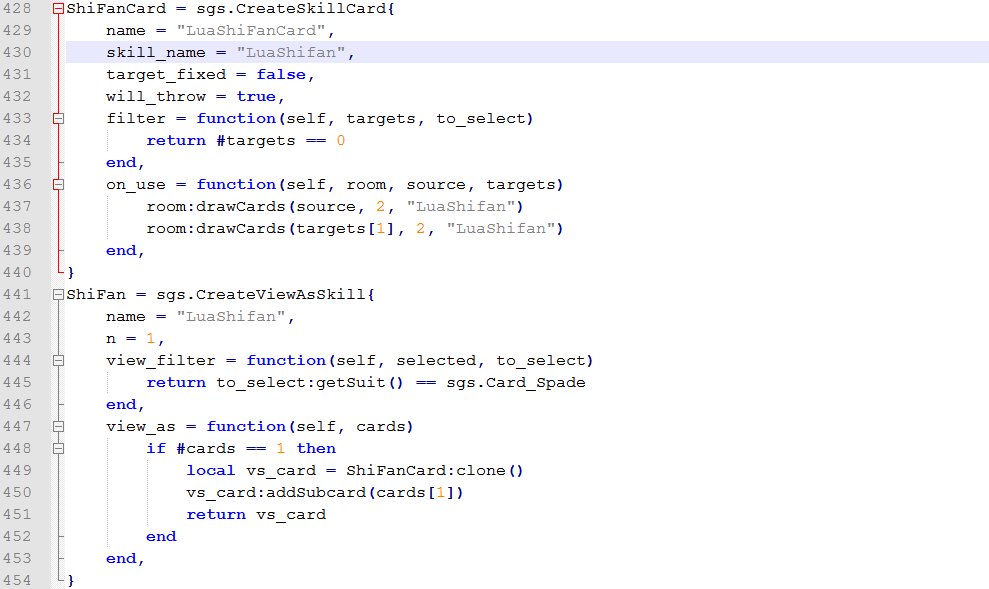 428 ShiFanCard = sgs.CreateSkillCard{
429 name = "LuaShiFanCard",
430 skill_name = "LuaShifan",
431 target_fixed = false,
432 will_throw = true,
433 filter = function(self, targets, to_select)
434 return #targets == 0
435 end,
436 on_use = function(self, room, source, targets)
437 room:drawCards(source, 2, "LuaShifan")
438 room:drawCards(targets[1], 2, "LuaShifan")
439 end,
440 }
441 ShiFan = sgs.CreateViewAsSkill{
442 name = "LuaShifan",
443 n = 1,
444 view_filter = function(self, selected, to_select)
445 return to_select:getSuit() == sgs.Card_Spade
446 end,
447 view_as = function(self, cards)
448 if #cards == 1 then
449 local vs_card = ShiFanCard:clone()
450 vs_card:addSubcard(cards[1])
451 return vs_card
452 end
453 end,
454 }